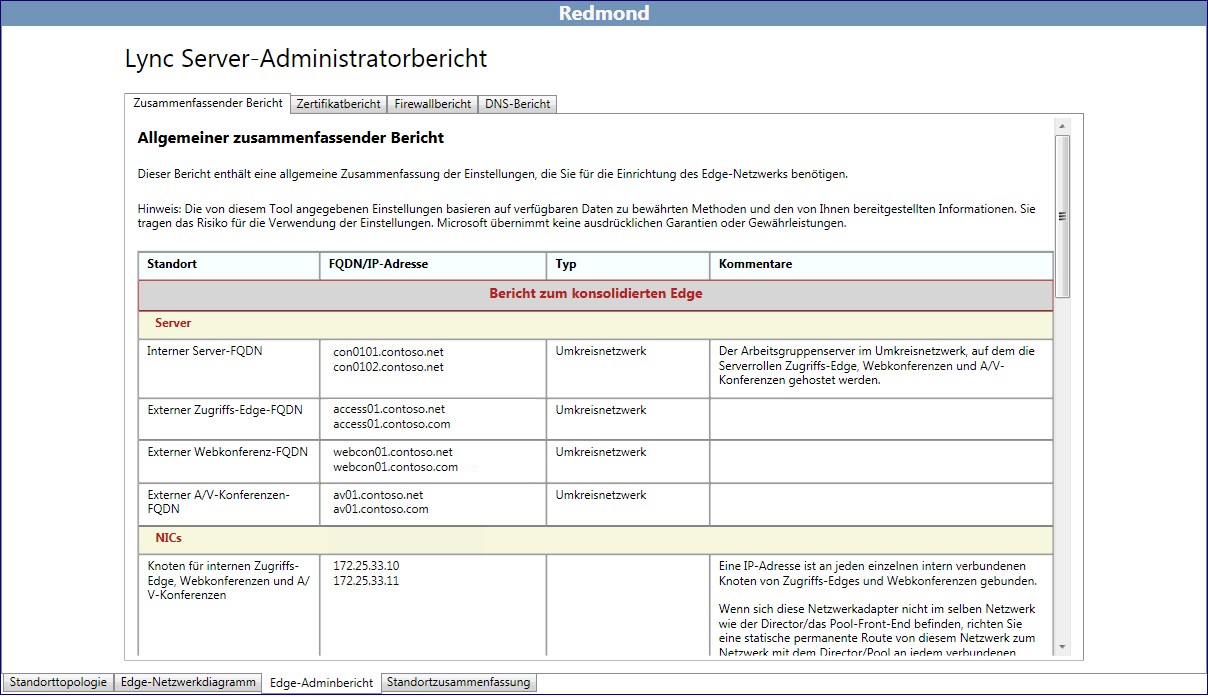 Redmond
Lync Server-Administratorbericht
Zusammenfassender Bericht Zertifikatbericht Firewallbericht DNS-Bericht
Allgemeiner zusammenfassender Bericht
Dieser Bericht enthält eine allgemeine Zusammenfassung der Einstellungen, die Sie für die Einrichtung des Edge-Netzwerks benötigen.
Hinweis: Die von diesem Tool angegebenen Einstellungen basieren auf verfügbaren Daten zu bewährten Methoden und den von Ihnen bereitgestellten Informationen. Sie
tragen das Risiko für die Verwendung der Einstellungen. Microsoft übernimmt keine ausdrücklichen Garantien oder Gewährleistungen.
Standort FQDN/IP-Adresse Typ Kommentare
Bericht zum konsolidierten Edge
Server
Interner Server-FQDN
con0101.contoso.net
con0102.contoso.net
Umkreisnetzwerk
Der Arbeitsgruppenserver im Umkreisnetzwerk, auf dem die
Serverrollen Zugriffs-Edge, Webkonferenzen und A/V-
Konferenzen gehostet werden.
Externer Zugriffs-Edge-FQDN
access01.contoso.net
access01.contoso.com
Umkreisnetzwerk
Externer Webkonferenz-FQDN
webcon01.contoso.net
webcon01.contoso.com
Umkreisnetzwerk
Externer A/V-Konferenzen-
FQDN
av01.contoso.net
av01.contoso.com
Umkreisnetzwerk
NICs
Knoten für internen Zugriffs-
Edge, Webkonferenzen und A/
V-Konferenzen
172.25.33.10
172.25.33.11
Eine IP-Adresse ist an jeden einzelnen intern verbundenen
Knoten von Zugriffs-Edges und Webkonferenzen gebunden.
Wenn sich diese Netzwerkadapter nicht im selben Netzwerk
wie der Director/das Pool-Front-End befinden, richten Sie
eine statische permanente Route von diesem Netzwerk zum
Netzwerk mit dem Director/Pool an jedem verbundenen
Standorttopologie Edge-Netzwerkdiagramm Edge-Adminbericht Standortzusammenfassung